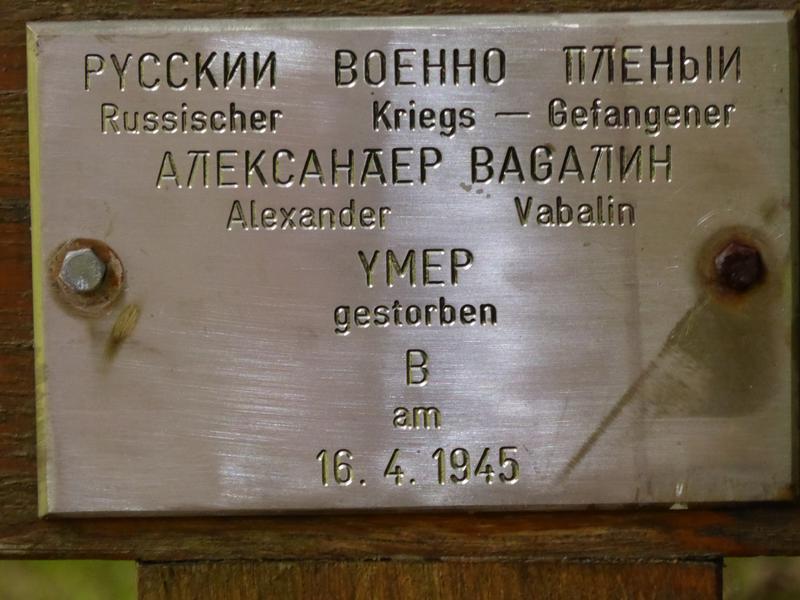 РУССКИИ ВОЕННО ПЛЕНЫИ
Russischer Kriegs — Gefangener
АЛЕКСАНДЕР ВАБАЛИН
Alexander Vabalin
УМЕР
gestorben
В
am
16. 4. 1945